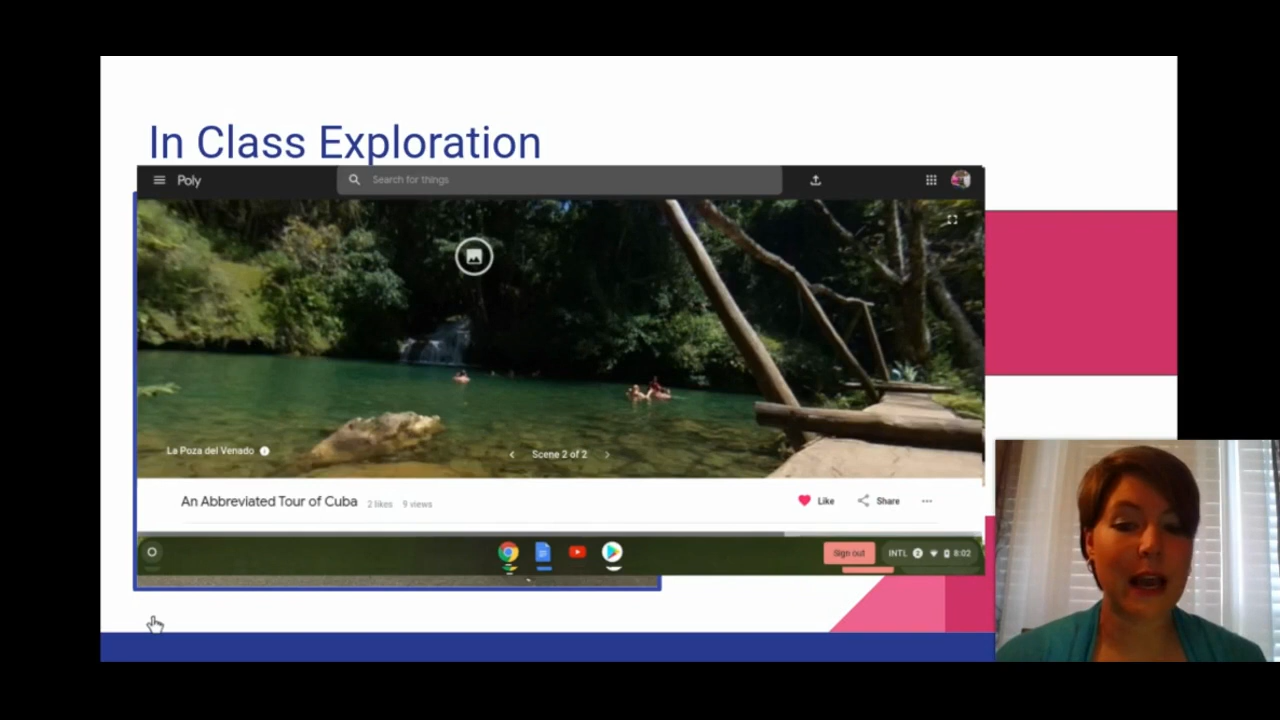 In Class Exploration
Poly
Search for things
La Poza del Venado
Scene 2 of 2
An Abbreviated Tour of Cuba 2 likes 9 views
Like Share
Sign out INTL 2 8:02